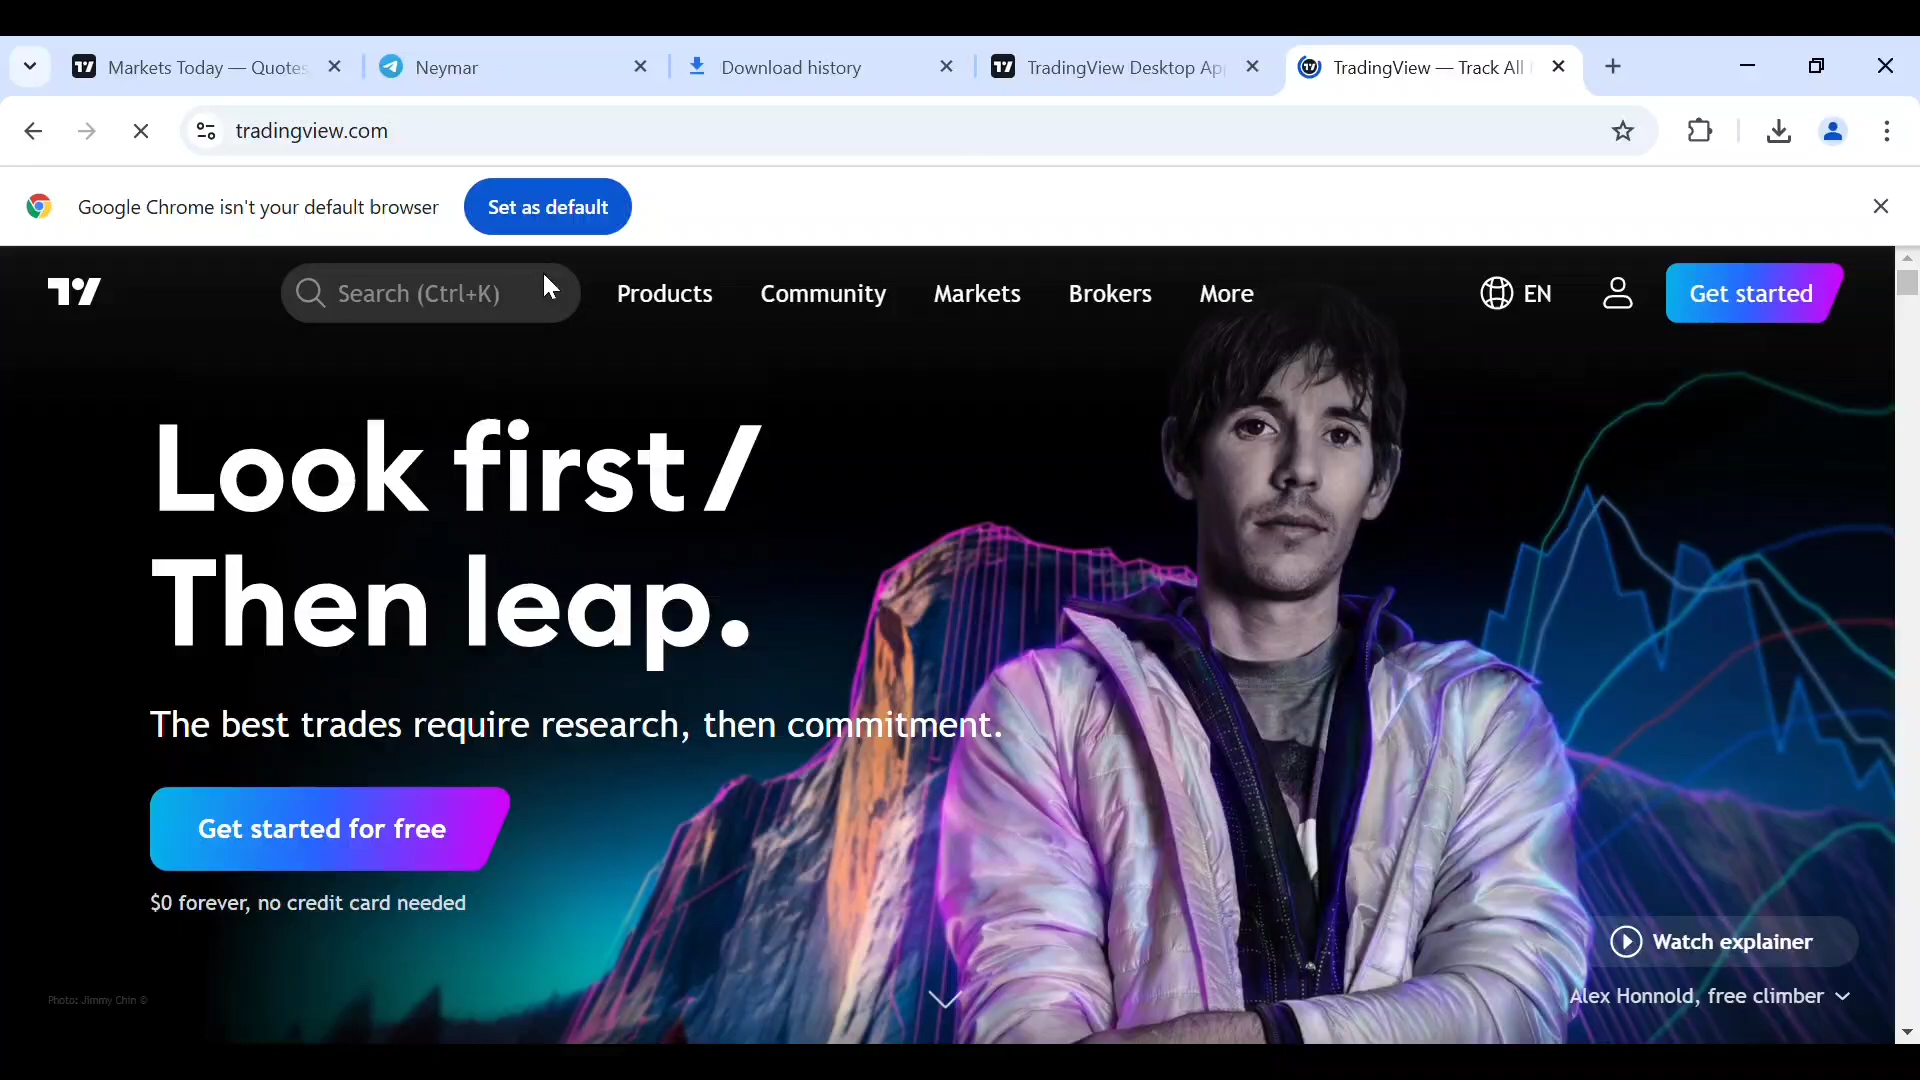 Markets Today — Quotes
Neymar
Download history
TradingView Desktop Ap
TradingView — Track All
tradingview.com
Google Chrome isn't your default browser
Set as default
Search (Ctrl+K)
Products
Community
Markets
Brokers
More
EN
Get started
Look first /
Then leap.
The best trades require research, then commitment.
Get started for free
$0 forever, no credit card needed
Watch explainer
Photo: Jimmy Chin ©
Alex Honnold, free climber